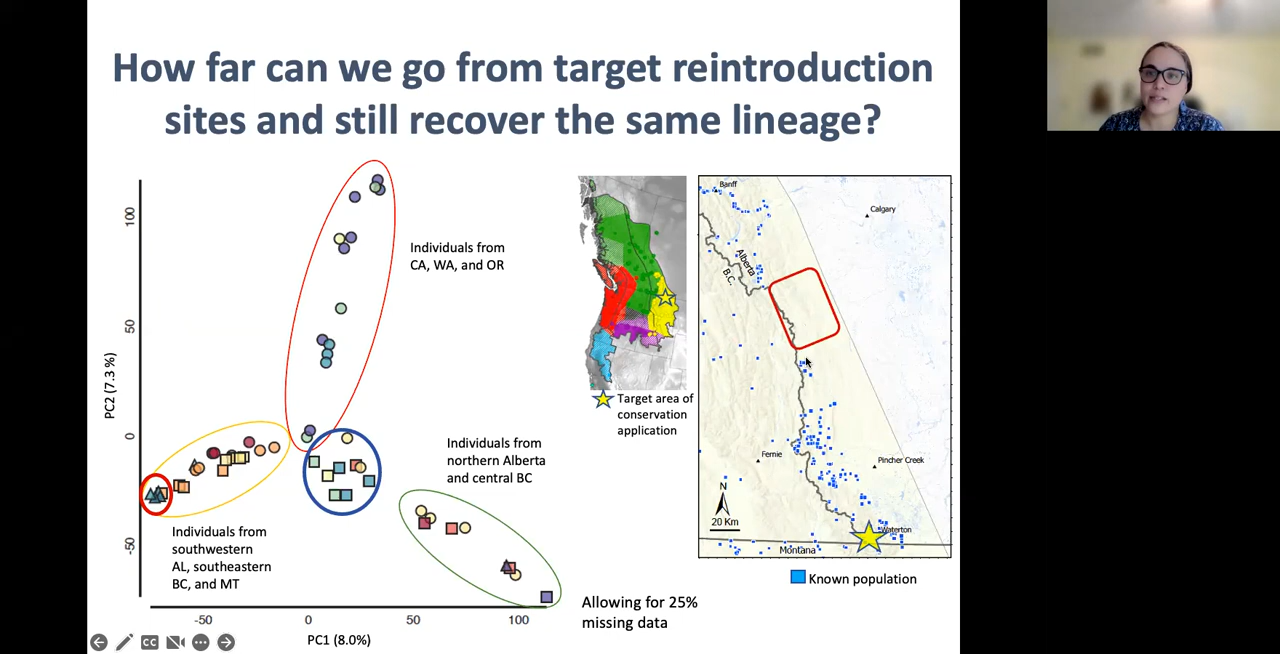 How far can we go from target reintroduction
sites and still recover the same lineage?
100
50
0
-50
PC2 (7.3 %)
-50
0
50
100
PC1 (8.0%)
Individuals from
CA, WA, and OR
Individuals from
northern Alberta
and central BC
Individuals from
southwestern
AL, southeastern
BC, and MT
Target area of
conservation
application
Allowing for 25%
missing data
Banff
Calgary
Alberta
B.C.
Fernie
Pincher Creek
N
20 Km
Waterton
Montana
Known population
CC